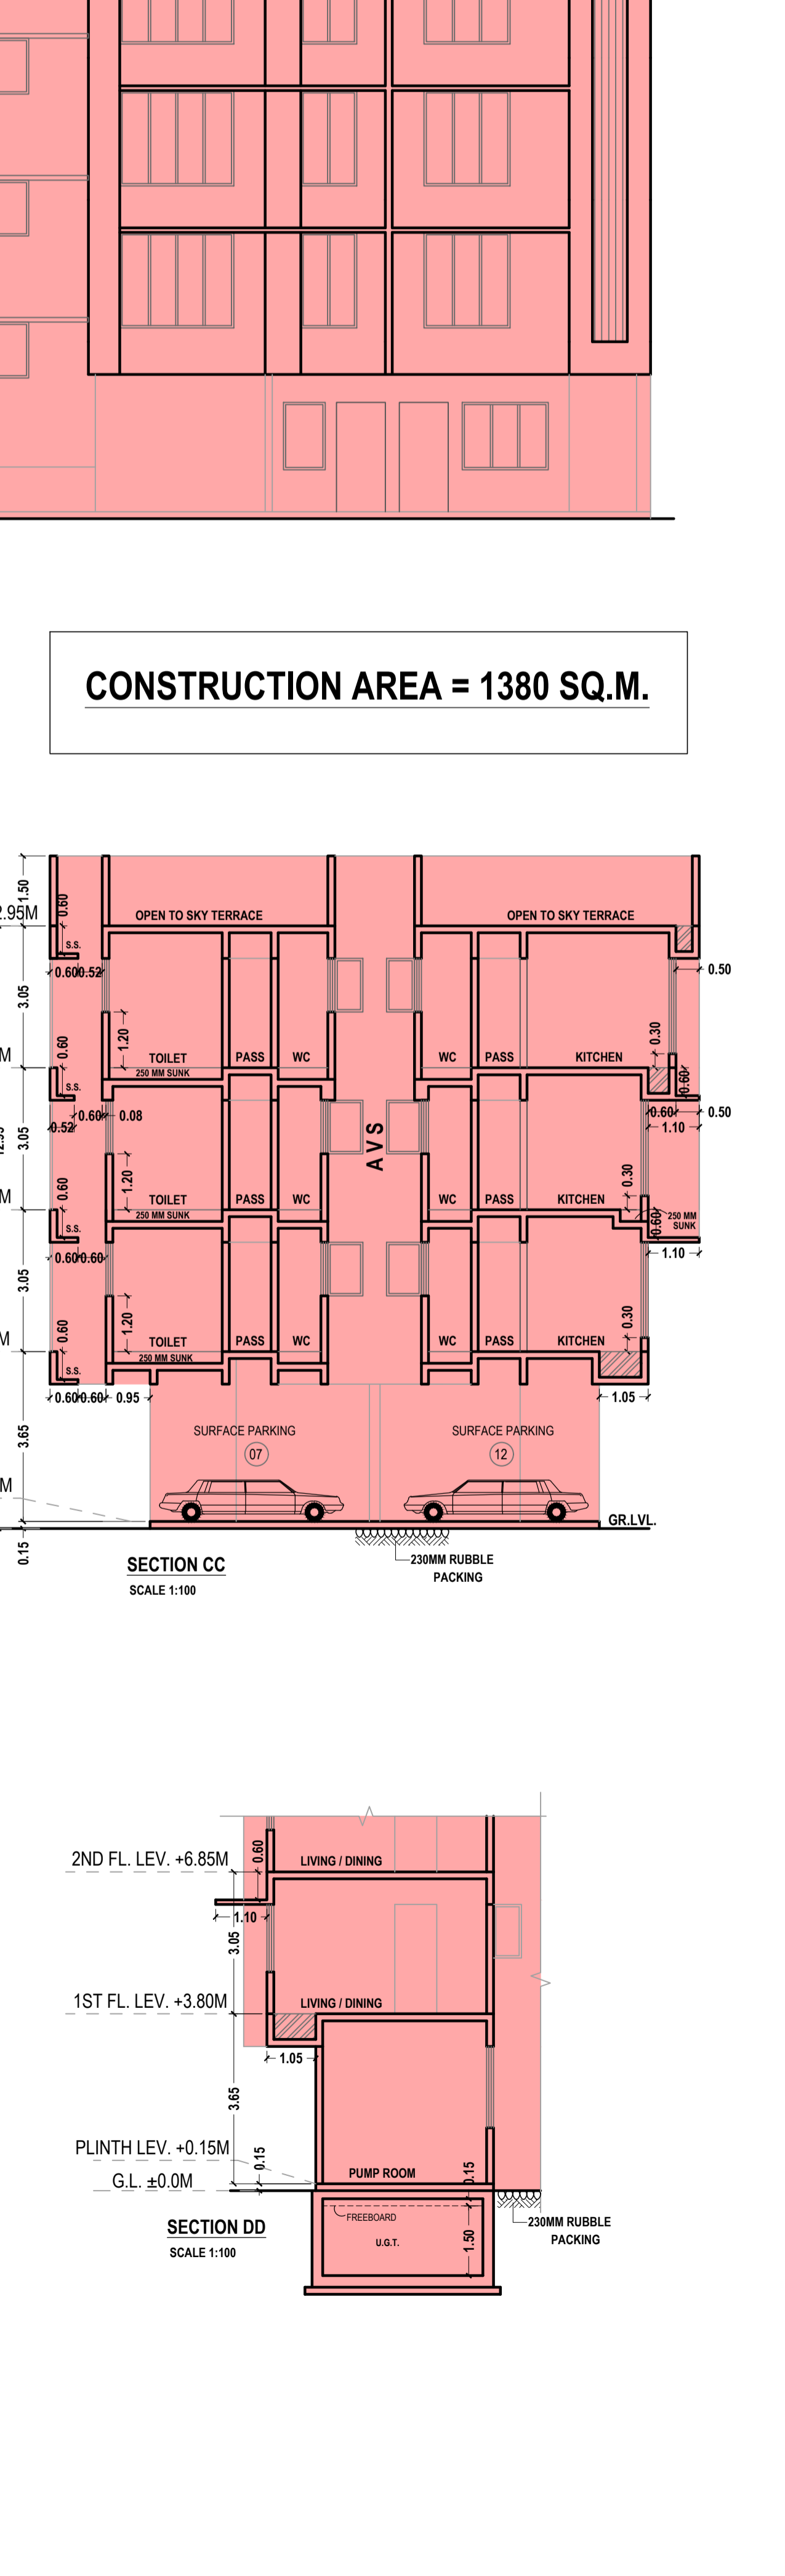 CONSTRUCTION AREA = 1380 SQ.M.
1.50
0.60
2.95M
OPEN TO SKY TERRACE
OPEN TO SKY TERRACE
S.S.
0.60
0.52
0.50
3.05
1.20
0.30
0.60
M
TOILET
PASS
WC
WC
PASS
KITCHEN
250 MM SUNK
0.60
S.S.
0.60
0.08
0.52
0.60
0.50
1.10
3.05
A V S
1.20
0.30
0.60
M
TOILET
PASS
WC
WC
PASS
KITCHEN
250 MM SUNK
250 MM
SUNK
0.60
S.S.
0.60
0.60
1.10
3.05
1.20
0.30
0.60
M
TOILET
PASS
WC
WC
PASS
KITCHEN
250 MM SUNK
S.S.
0.60
0.60
0.95
1.05
3.65
SURFACE PARKING
SURFACE PARKING
07
12
M
GR.LVL.
0.15
230MM RUBBLE
PACKING
SECTION CC
SCALE 1:100
2ND FL. LEV. +6.85M
0.60
LIVING / DINING
1.10
3.05
1ST FL. LEV. +3.80M
LIVING / DINING
1.05
3.65
PLINTH LEV. +0.15M
0.15
PUMP ROOM
0.15
G.L. ±0.0M
FREEBOARD
U.G.T.
1.50
230MM RUBBLE
PACKING
SECTION DD
SCALE 1:100